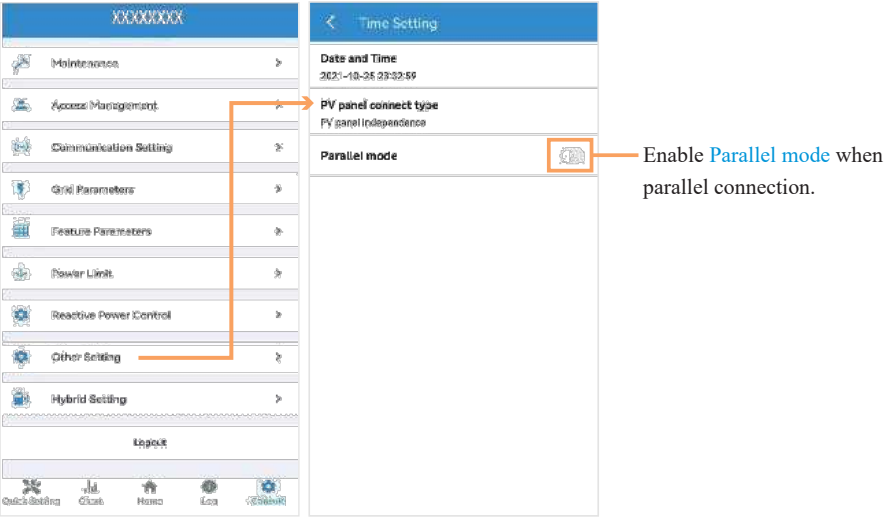 XXXXXXXXX
Maintenance
Access Management
Communication Setting
Grid Parameters
Feature Parameters
Power Limit
Reactive Power Control
Other Setting
Hybrid Setting
Logout
Quick Setting
Chart
Home
Log
Console
Time Setting
Date and Time
2021-10-25 23:32:59
PV panel connect type
PV panel independence
Parallel mode
Enable Parallel mode when
parallel connection.